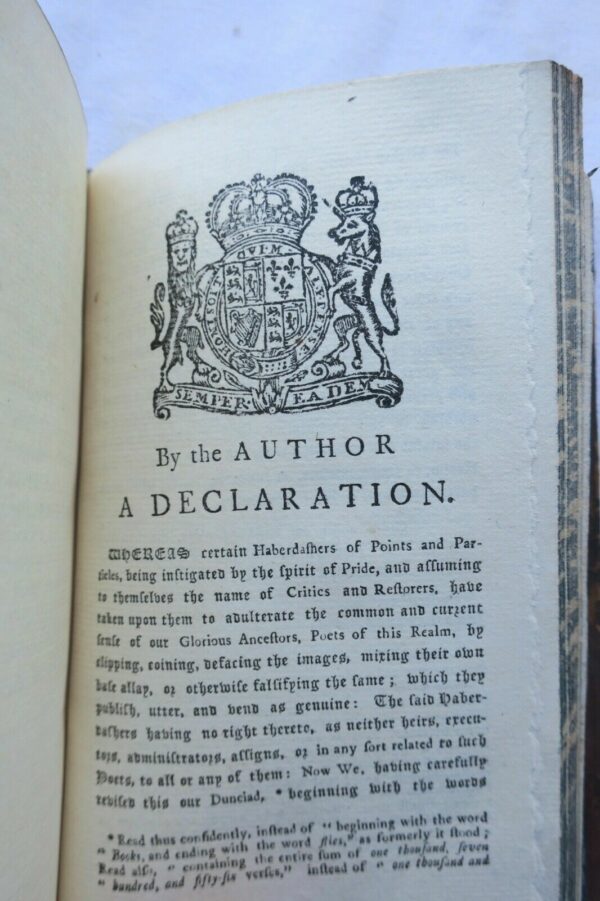 HONI SOIT QVI M
SEMPER EADEM
By the AUTHOR
A DECLARATION.
WHEREAS certain Haberdaſhers of Points and Par-
ticles, being inſtigated by the ſpirit of Pride, and aſſuming
to themſelves the name of Critics and Reſtorers, have
taken upon them to adulterate the common and current
ſenſe of our Glorious Anceſtors, Poets of this Realm, by
clipping, coining, defacing the images, mixing their own
baſe allay, or otherwiſe falſifying the ſame; which they
publiſh, utter, and vend as genuine: The ſaid Haber-
daſhers having no right thereto, as neither heirs, execu-
tors, adminiſtrators, aſſigns, or in any ſort related to ſuch
Poets, to all or any of them: Now We, having carefully
reviſed this our Dunciad, * beginning with the words
* Read thus confidently, inſtead of " beginning with the word
" Books, and ending with the word flies," as formerly it ſtood;
Read alſo, " containing the entire ſum of one thouſand, ſeven
" hundred, and fifty-ſix verſes," inſtead of " one thouſand and